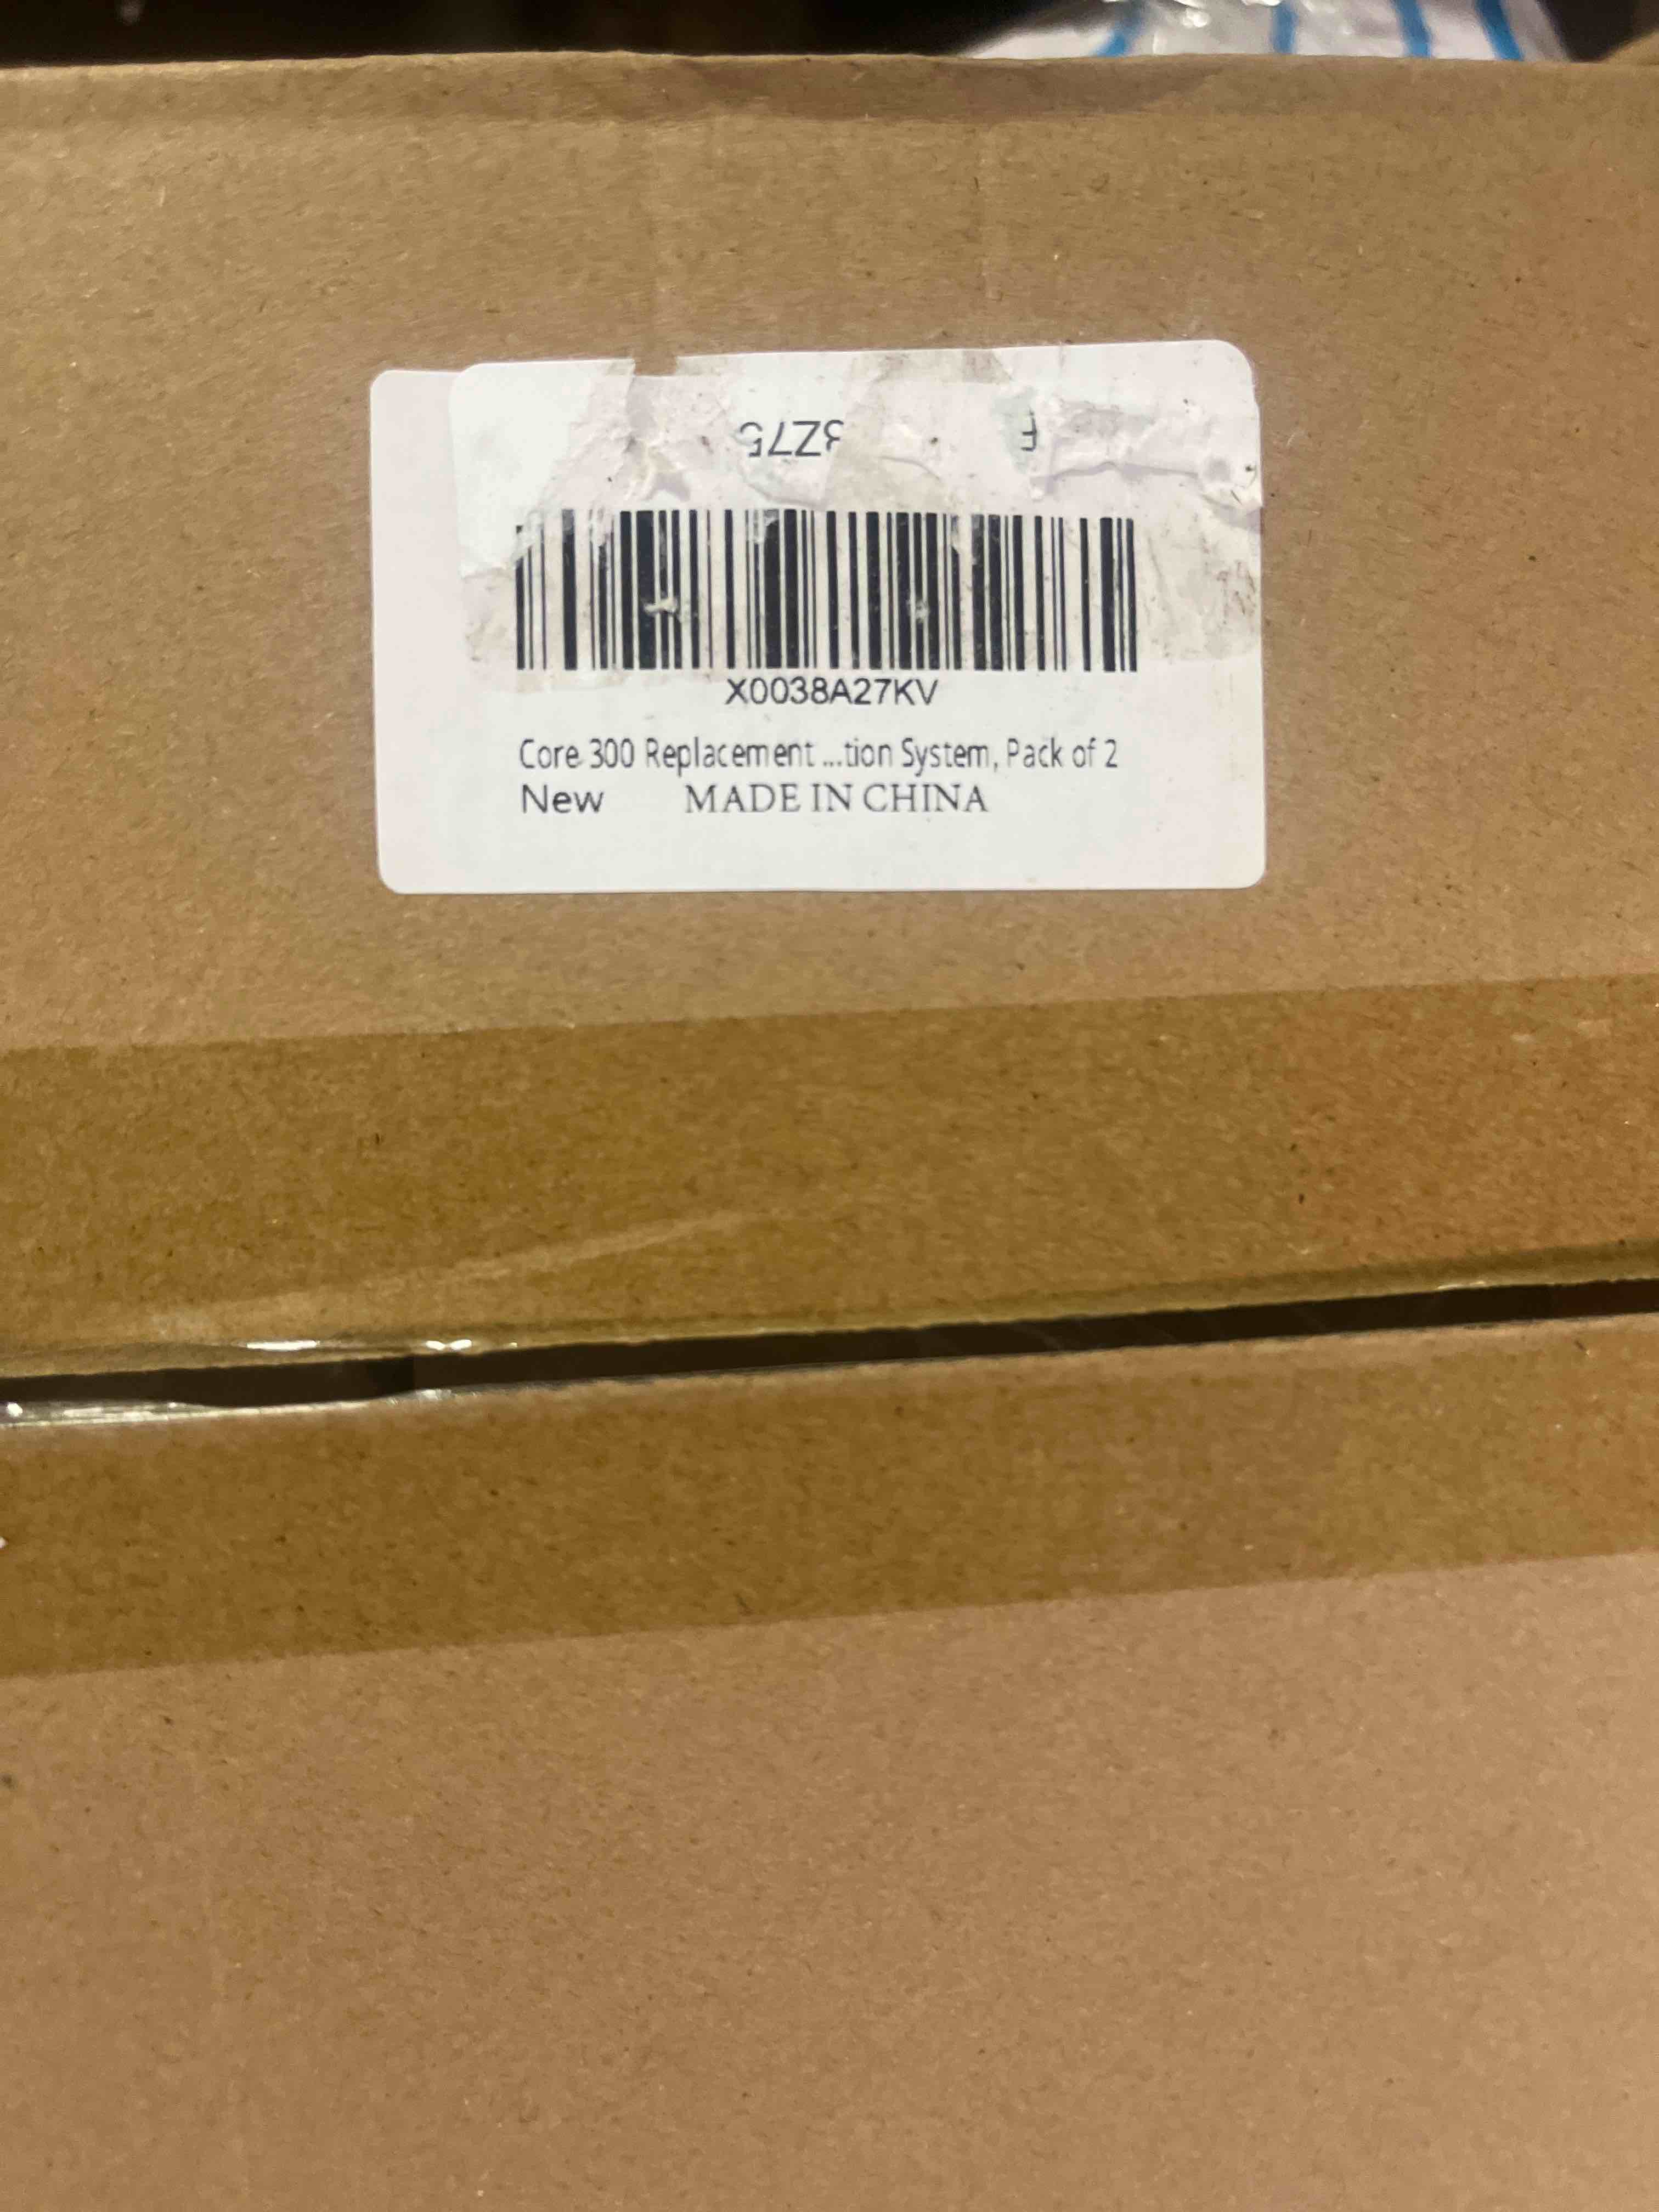 X0038A27KV
Core 300 Replacement ...tion System, Pack of 2
New MADE IN CHINA